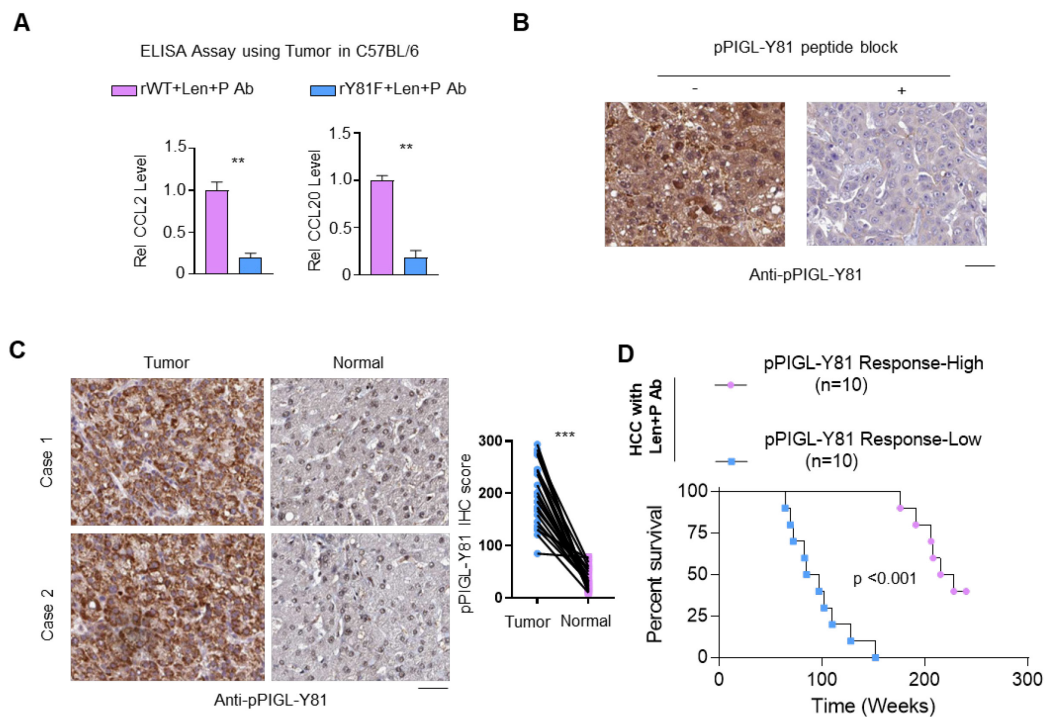 A
ELISA Assay using Tumor in C57BL/6
rWT+Len+P Ab
rY81F+Len+P Ab
Rel CCL2 Level
1.5
1.0
0.5
0
**
Rel CCL20 Level
1.5
1.0
0.5
0
**
B
pPIGL-Y81 peptide block
- +
Anti-pPIGL-Y81
C
Tumor Normal
Case 1
Case 2
Anti-pPIGL-Y81
pPIGL-Y81 IHC score
300
200
100
0
***
Tumor Normal
D
HCC with
Len+P Ab
pPIGL-Y81 Response-High
(n=10)
pPIGL-Y81 Response-Low
(n=10)
Percent survival
100
75
50
25
0
p <0.001
0 100 200 300
Time (Weeks)